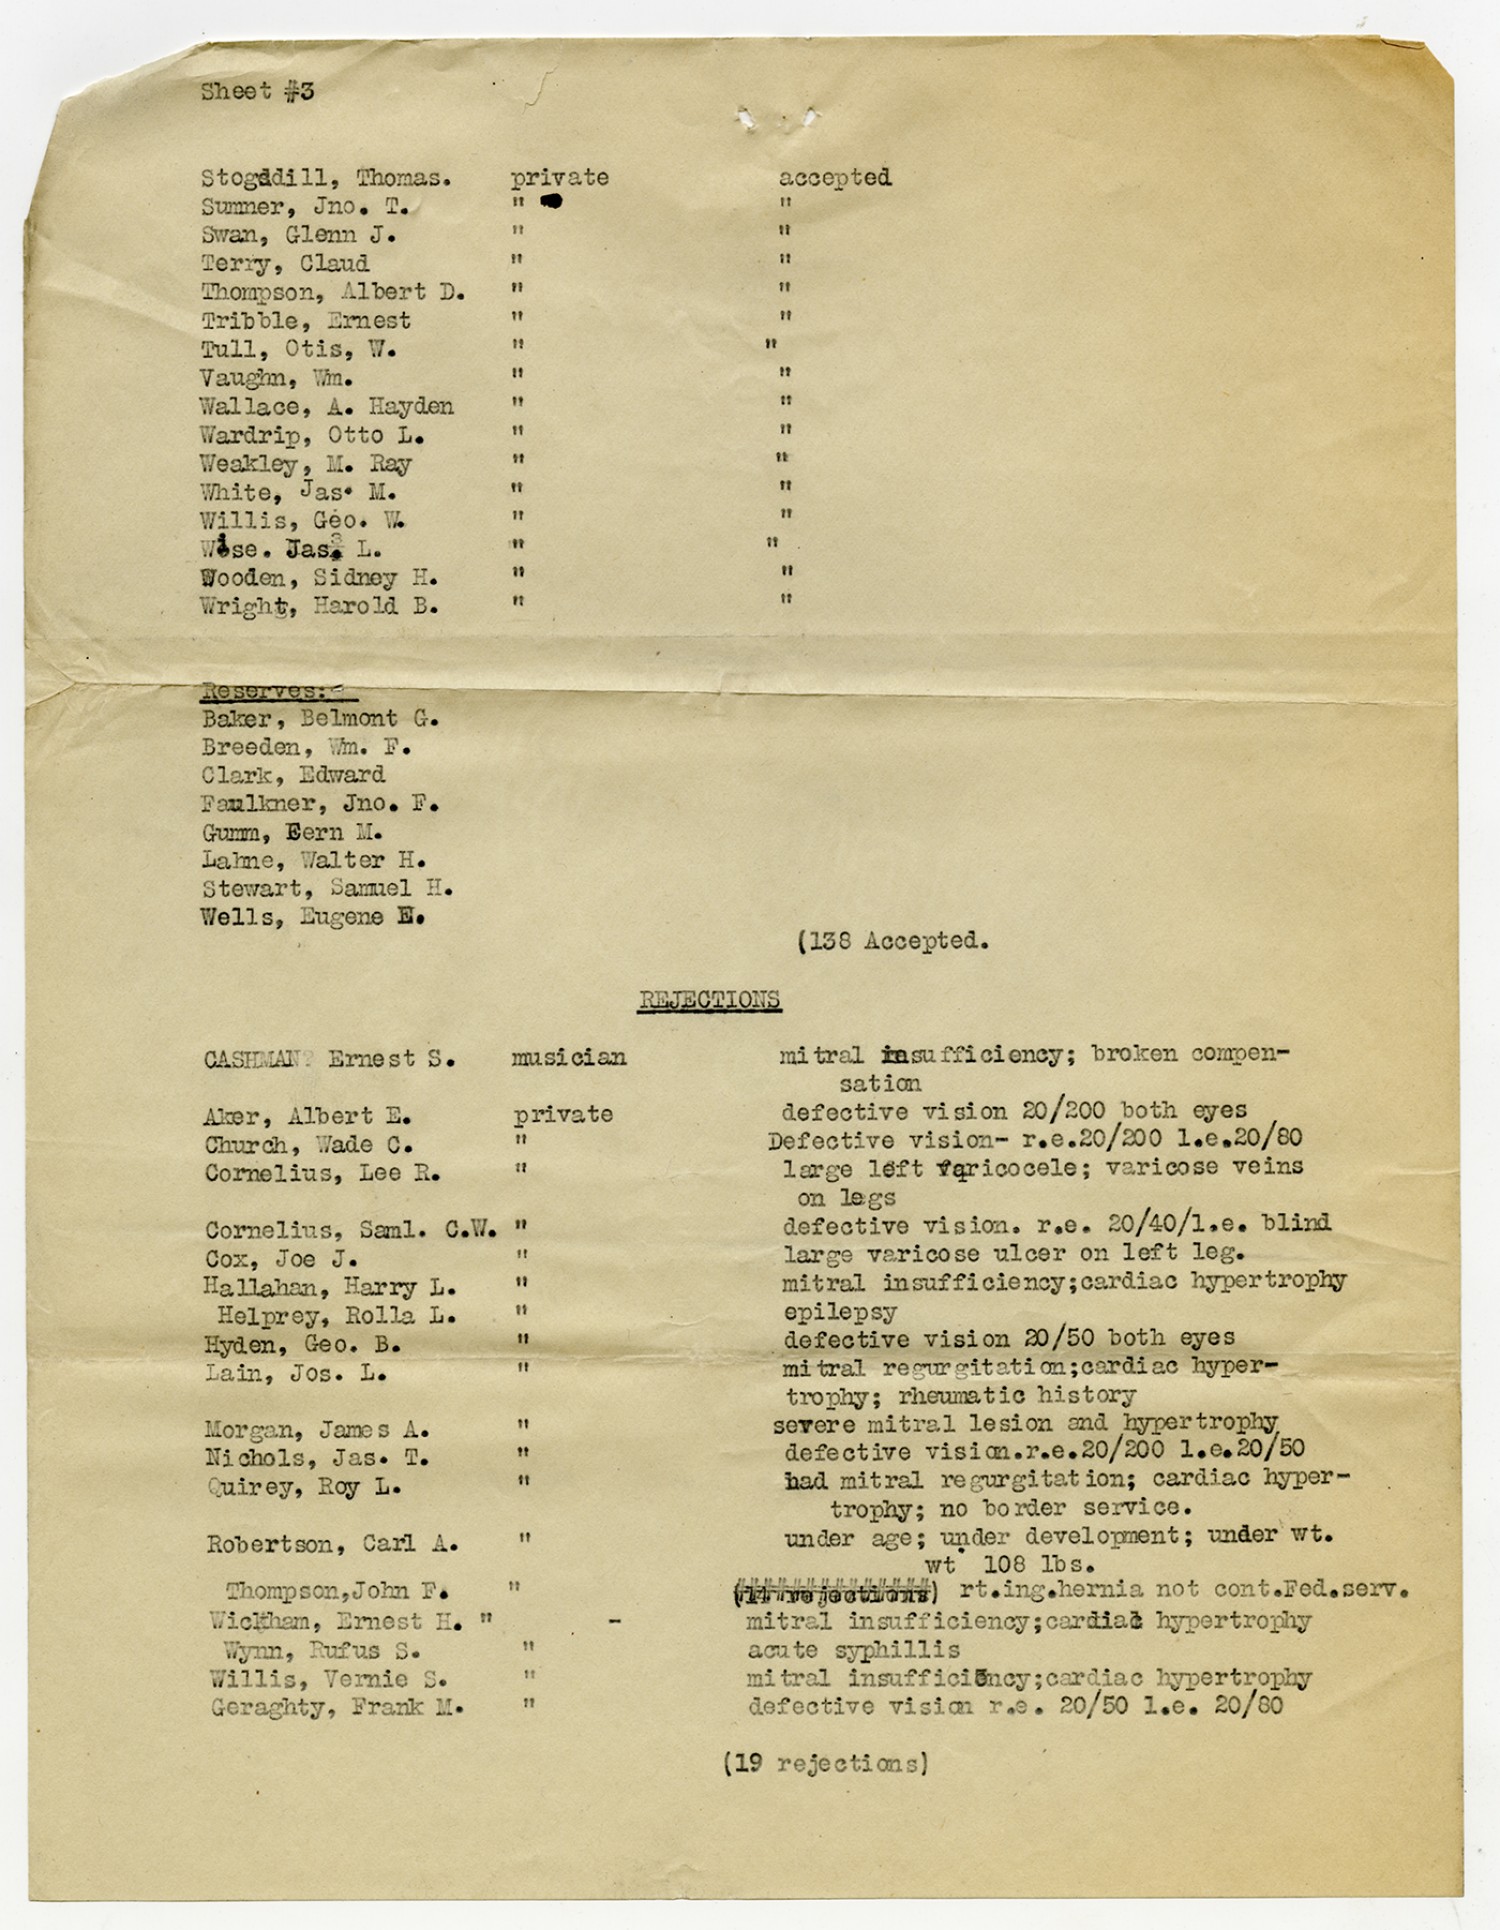 Sheet #3
Stogddill, Thomas. private accepted
Sumner, Jno. T. " "
Swan, Glenn J. " "
Terry, Claud " "
Thompson, Albert D. " "
Tribble, Ernest " "
Tull, Otis, W. " "
Vaughn, Wm. " "
Wallace, A. Hayden " "
Wardrip, Otto L. " "
Weakley, M. Ray " "
White, Jas. M. " "
Willis, Geo. W. " "
Wise. Jas. L. " "
Wooden, Sidney H. " "
Wright, Harold B. " "
Reserves:-
Baker, Belmont G.
Breeden, Wm. F.
Clark, Edward
Faulkner, Jno. F.
Gumm, Eern M.
Lahne, Walter H.
Stewart, Samuel H.
Wells, Eugene E.
(138 Accepted.
REJECTIONS
CASHMAN? Ernest S. musician mitral insufficiency; broken compen-
sation
Aker, Albert E. private defective vision 20/200 both eyes
Church, Wade C. " Defective vision- r.e.20/200 l.e.20/80
Cornelius, Lee R. " large left varicocele; varicose veins
on legs
Cornelius, Saml. C.W. " defective vision. r.e. 20/40/l.e. blind
Cox, Joe J. " large varicose ulcer on left leg.
Hallahan, Harry L. " mitral insufficiency;cardiac hypertrophy
Helprey, Rolla L. " epilepsy
Hyden, Geo. B. " defective vision 20/50 both eyes
Lain, Jos. L. " mitral regurgitation;cardiac hyper-
trophy; rheumatic history
Morgan, James A. " severe mitral lesion and hypertrophy
Nichols, Jas. T. " defective vision.r.e.20/200 l.e.20/50
Quirey, Roy L. " had mitral regurgitation; cardiac hyper-
trophy; no border service.
Robertson, Carl A. " under age; under development; under wt.
wt 108 lbs.
Thompson,John F. " (14 rejections) rt.ing.hernia not cont.Fed.serv.
Wickham, Ernest H. " - mitral insufficiency;cardiac hypertrophy
Wynn, Rufus S. " acute syphillis
Willis, Vernie S. " mitral insufficiency;cardiac hypertrophy
Geraghty, Frank M. " defective vision r.e. 20/50 l.e. 20/80
(19 rejections)